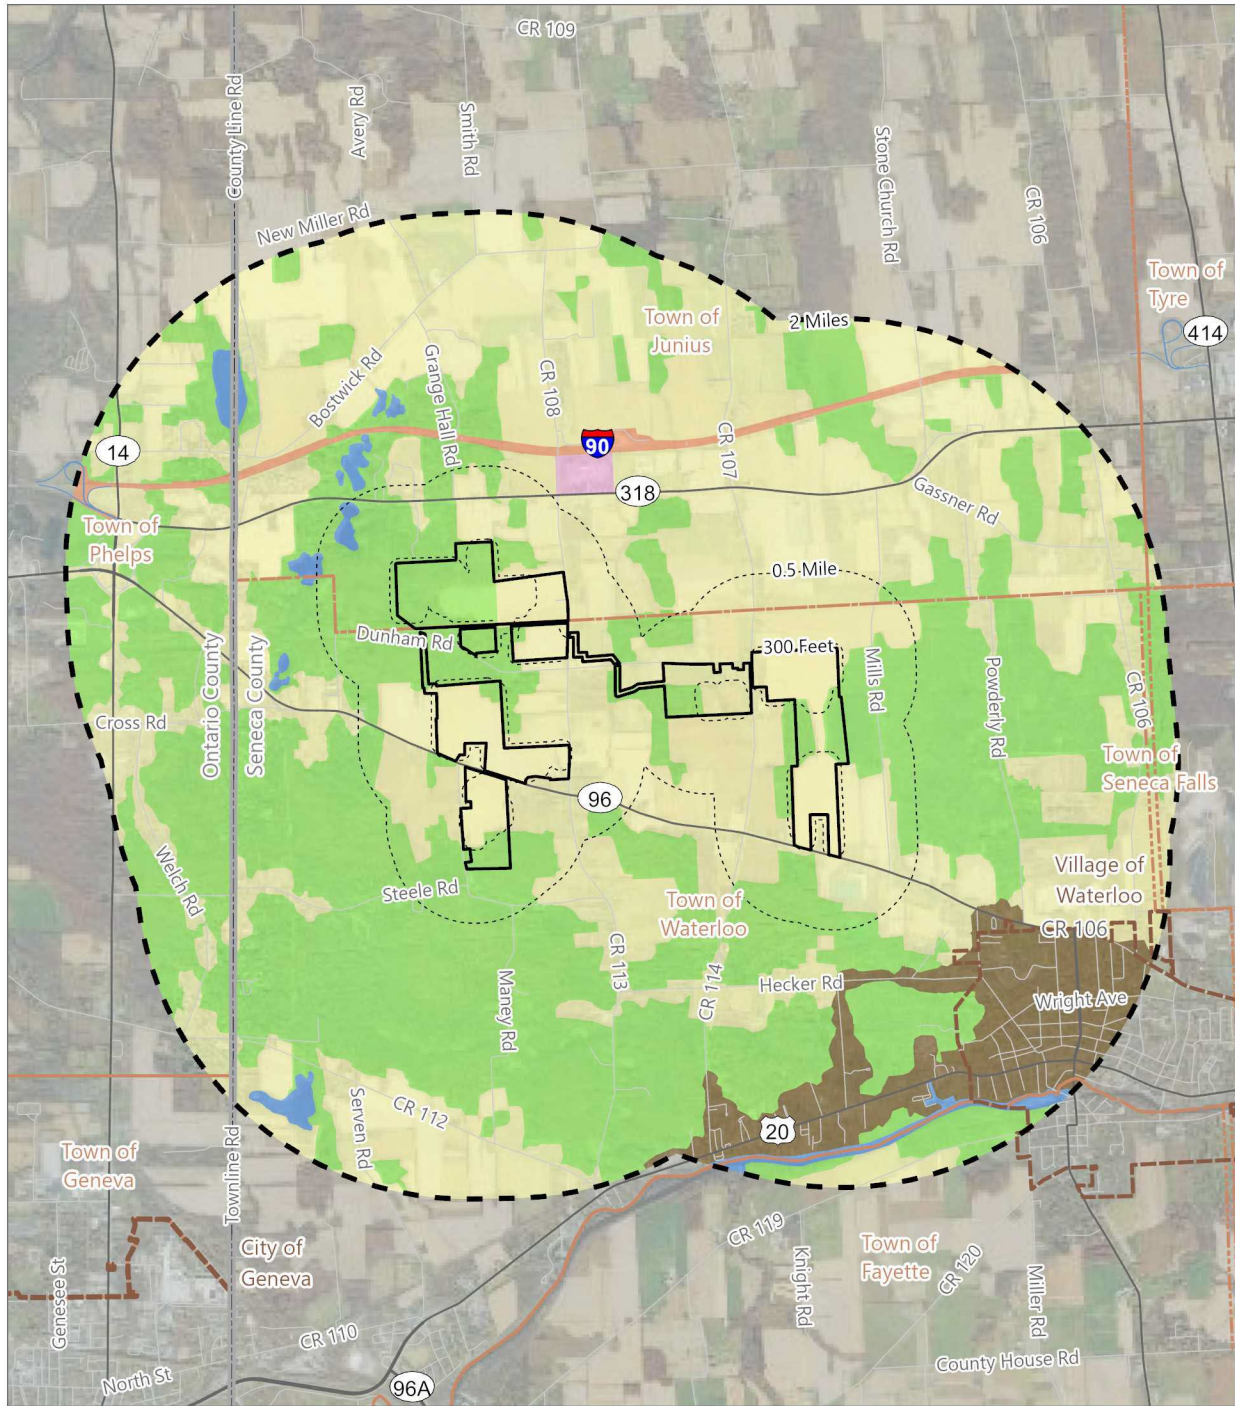 CR 109
County Line Rd
Avery Rd
Smith Rd
Stone Church Rd
CR 106
New Miller Rd
Town of
Tyre
414
2 Miles
Town of
Junius
Bostwick Rd
Grange Hall Rd
CR 108
90
CR 107
14
318
Gassner Rd
Town of
Phelps
0.5 Mile
Dunham Rd
300 Feet
Mills Rd
Powderly Rd
CR 106
Ontario County
Seneca County
Cross Rd
Town of
Seneca Falls
96
Welch Rd
Steele Rd
Town of
Waterloo
Village of
Waterloo
CR 106
CR 113
CR 114
Hecker Rd
Maney Rd
Wright Ave
Serven Rd
CR 112
20
Town of
Geneva
Townline Rd
City of
Geneva
CR 119
Knight Rd
Town of
Fayette
CR 120
Miller Rd
Genesee St
CR 110
County House Rd
North St
96A